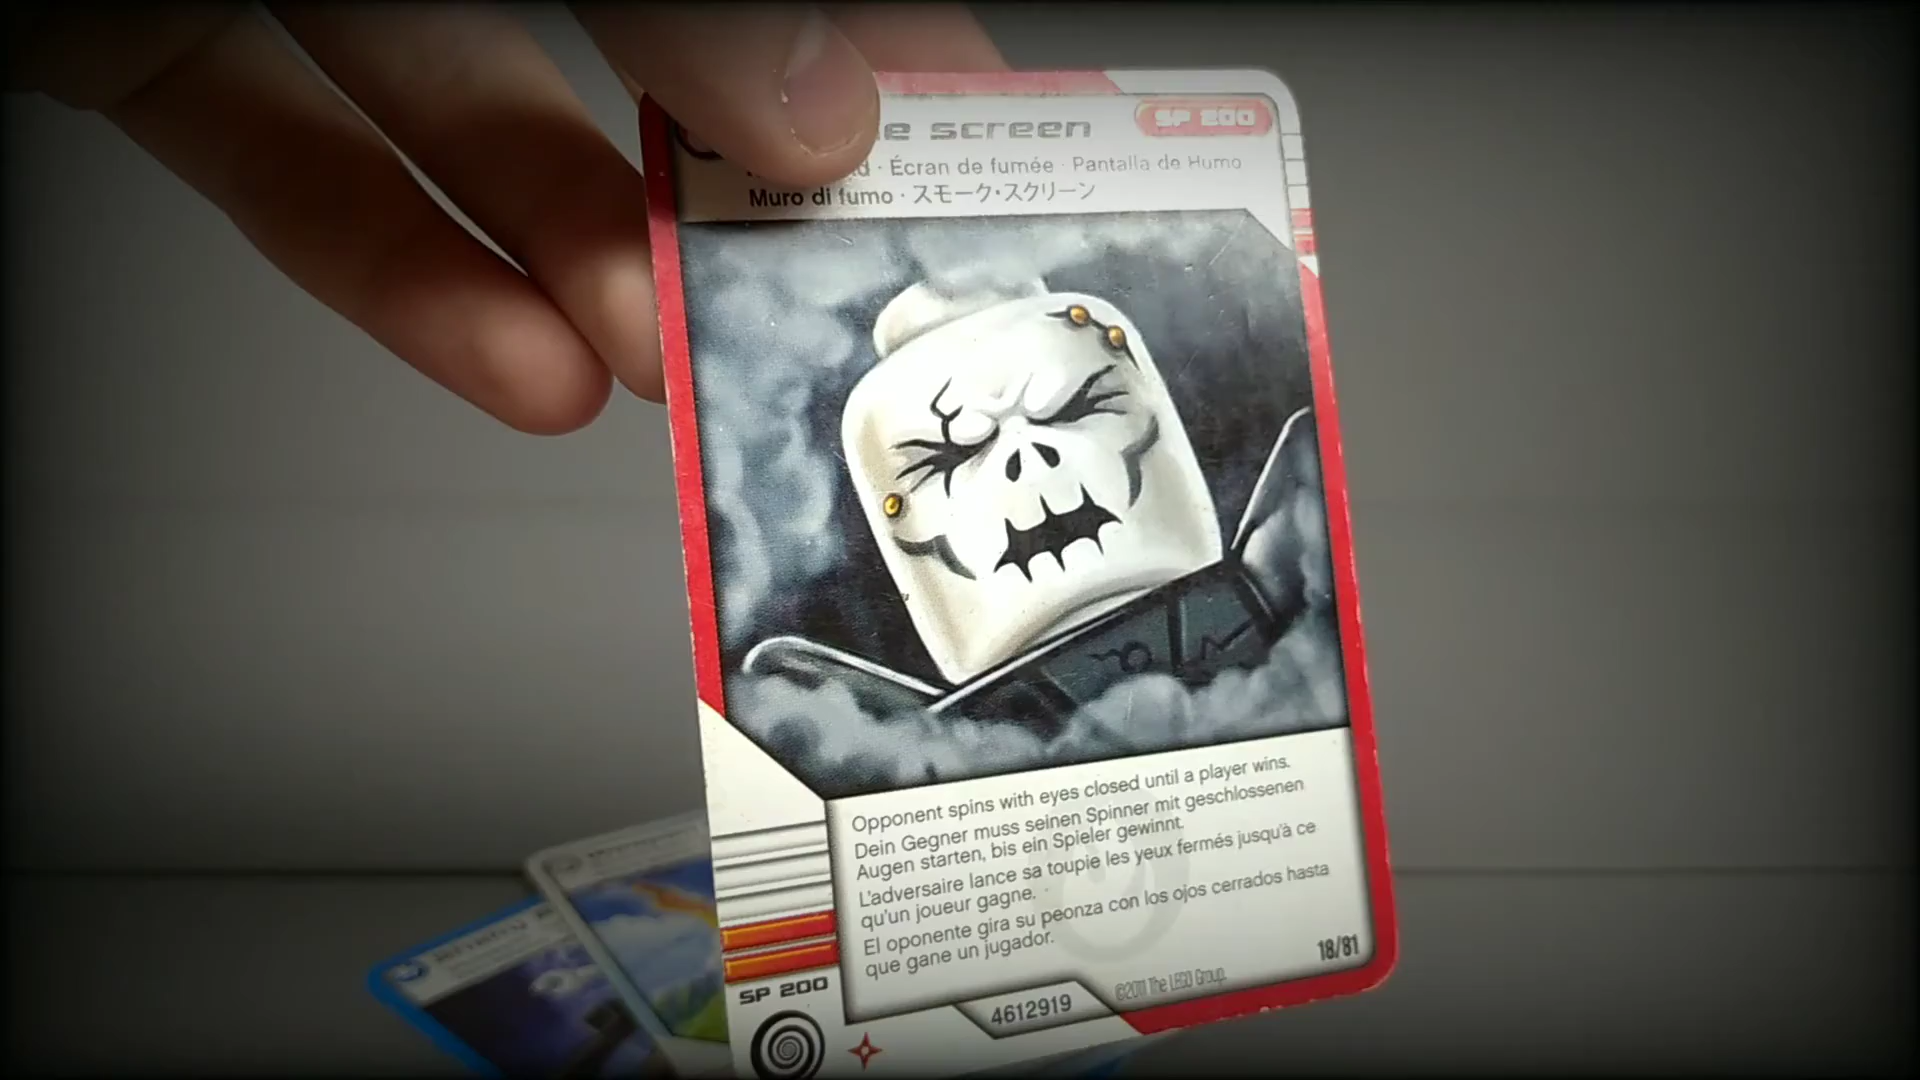 e screen
SP 200
d · Écran de fumée · Pantalla de Humo
Muro di fumo · スモーク・スクリーン
Opponent spins with eyes closed until a player wins.
Dein Gegner muss seinen Spinner mit geschlossenen
Augen starten, bis ein Spieler gewinnt.
L'adversaire lance sa toupie les yeux fermés jusqu'à ce
qu'un joueur gagne.
El oponente gira su peonza con los ojos cerrados hasta
que gane un jugador.
18/81
SP 200
4612919
©2011 The LEGO Group.